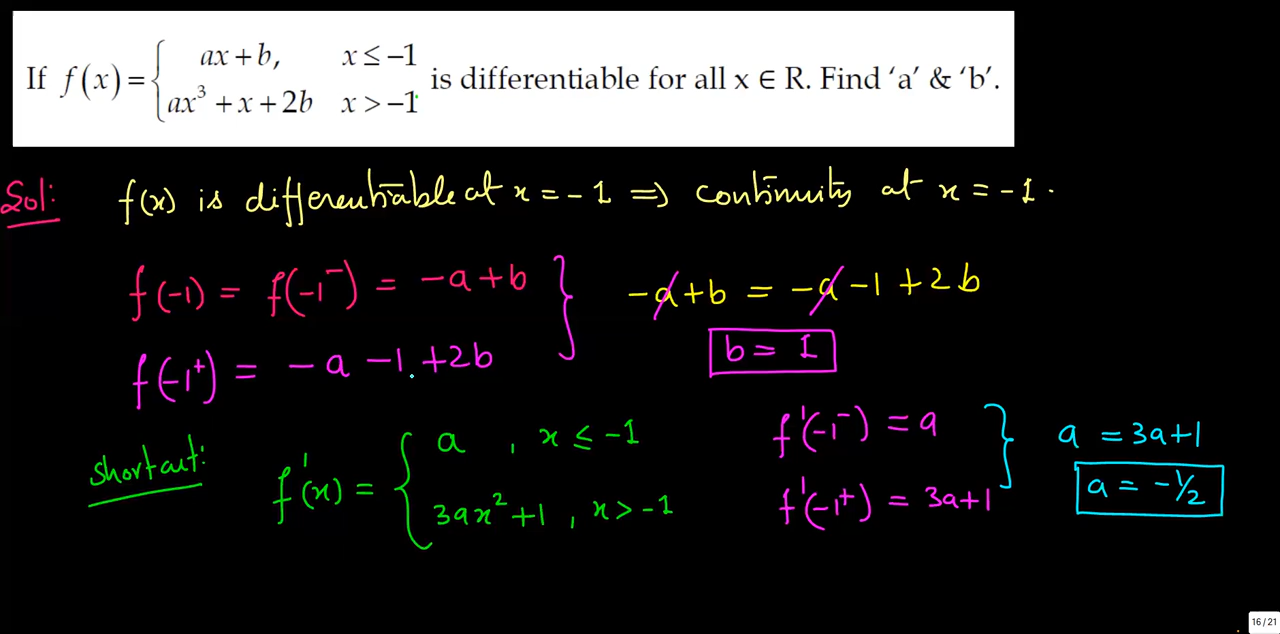 If f(x) = { ax + b, x ≤ −1
ax³ + x + 2b x > −1 is differentiable for all x ∈ R. Find 'a' & 'b'.
Sol: f(x) is differentiable at x = −1 ⇒ continuity at x = −1.
f(−1) = f(−1⁻) = −a + b } −a + b = −a − 1 + 2b
f(−1⁺) = −a − 1 + 2b
b = 1
shortcut: f'(x) = { a , x ≤ −1
3ax² + 1 , x > −1
f'(−1⁻) = a } a = 3a + 1
f'(−1⁺) = 3a + 1
a = −1/2
16 / 21